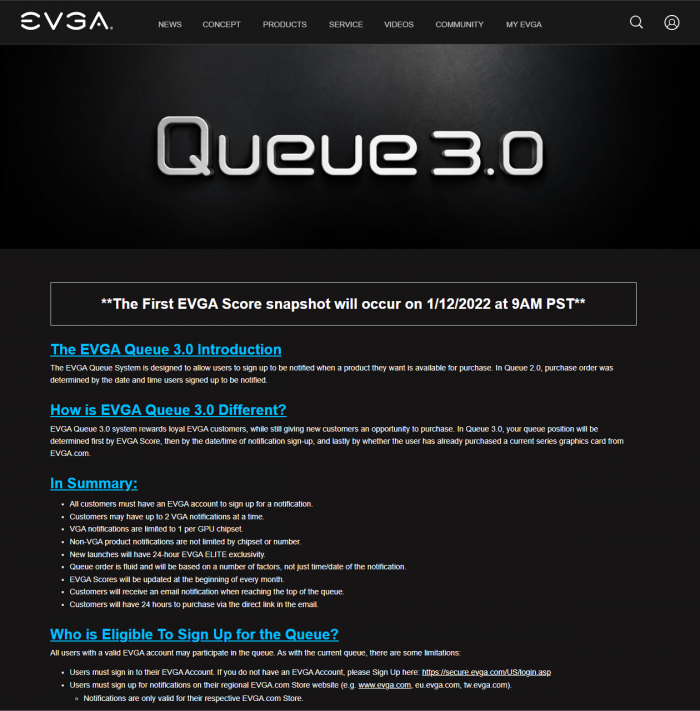 EVGA
NEWS CONCEPT PRODUCTS SERVICE VIDEOS COMMUNITY MY EVGA
Queue 3.0
**The First EVGA Score snapshot will occur on 1/12/2022 at 9AM PST**
The EVGA Queue 3.0 Introduction
The EVGA Queue System is designed to allow users to sign up to be notified when a product they want is available for purchase. In Queue 2.0, purchase order was
determined by the date and time users signed up to be notified.
How is EVGA Queue 3.0 Different?
EVGA Queue 3.0 system rewards loyal EVGA customers, while still giving new customers an opportunity to purchase. In Queue 3.0, your queue position will be
determined first by EVGA Score, then by the date/time of notification sign-up, and lastly by whether the user has already purchased a current series graphics card from
EVGA.com.
In Summary:
• All customers must have an EVGA account to sign up for a notification.
• Customers may have up to 2 VGA notifications at a time.
• VGA notifications are limited to 1 per GPU chipset.
• Non-VGA product notifications are not limited by chipset or number.
• New launches will have 24-hour EVGA ELITE exclusivity.
• Queue order is fluid and will be based on a number of factors, not just time/date of the notification.
• EVGA Scores will be updated at the beginning of every month.
• Customers will receive an email notification when reaching the top of the queue.
• Customers will have 24 hours to purchase via the direct link in the email.
Who is Eligible To Sign Up for the Queue?
All users with a valid EVGA account may participate in the queue. As with the current queue, there are some limitations:
• Users must sign in to their EVGA Account. If you do not have an EVGA Account, please Sign Up here: https://secure.evga.com/US/login.asp
• Users must sign up for notifications on their regional EVGA.com Store website (e.g. www.evga.com, eu.evga.com, tw.evga.com).
◦ Notifications are only valid for their respective EVGA.com Store.